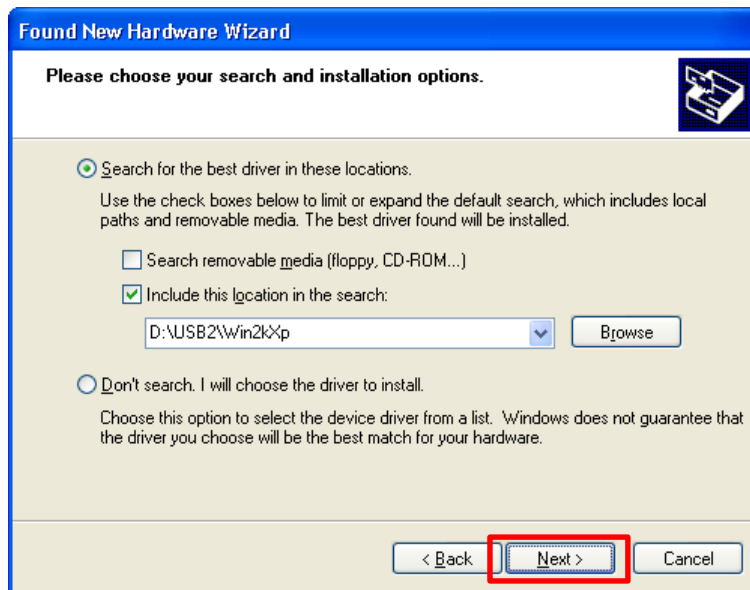 Found New Hardware Wizard
Please choose your search and installation options.
Search for the best driver in these locations.
Use the check boxes below to limit or expand the default search, which includes local
paths and removable media. The best driver found will be installed.
Search removable media (floppy, CD-ROM...)
Include this location in the search:
D:\USB2\Win2kXp
Browse
Don't search. I will choose the driver to install.
Choose this option to select the device driver from a list. Windows does not guarantee that
the driver you choose will be the best match for your hardware.
< Back Next > Cancel